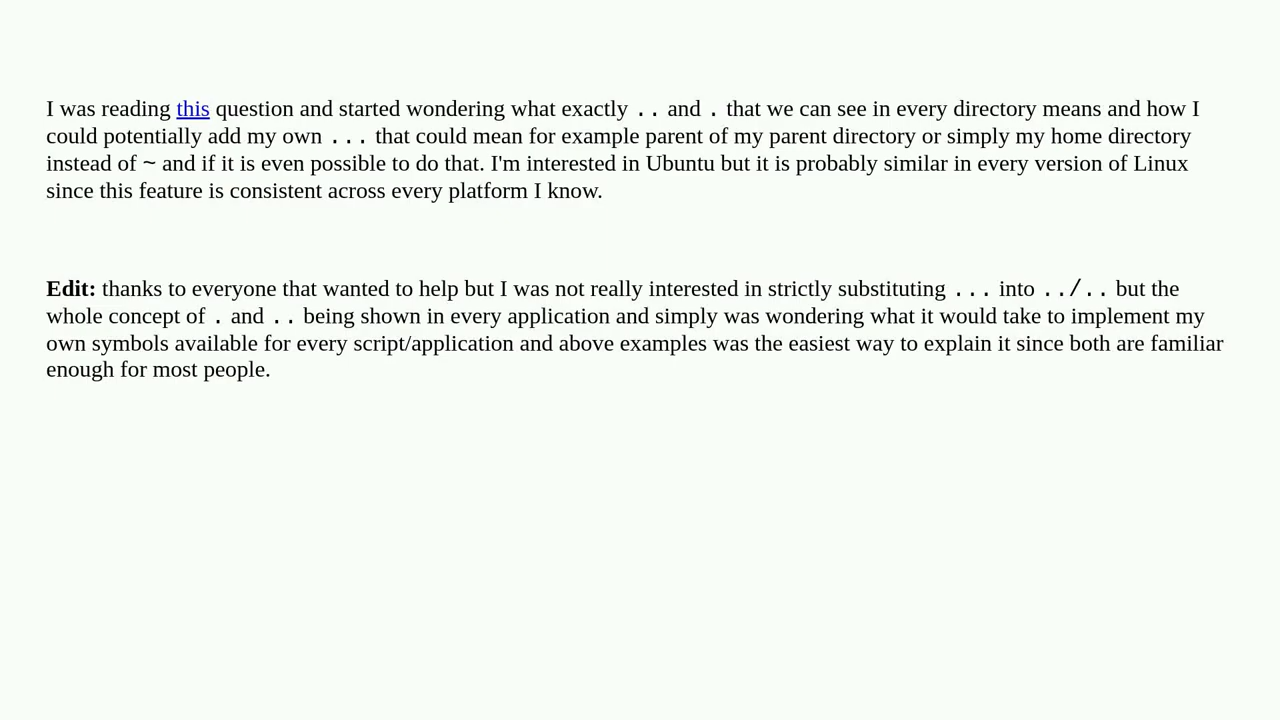 I was reading this question and started wondering what exactly .. and . that we can see in every directory means and how I
could potentially add my own ... that could mean for example parent of my parent directory or simply my home directory
instead of ~ and if it is even possible to do that. I'm interested in Ubuntu but it is probably similar in every version of Linux
since this feature is consistent across every platform I know.
Edit: thanks to everyone that wanted to help but I was not really interested in strictly substituting ... into ../.. but the
whole concept of . and .. being shown in every application and simply was wondering what it would take to implement my
own symbols available for every script/application and above examples was the easiest way to explain it since both are familiar
enough for most people.